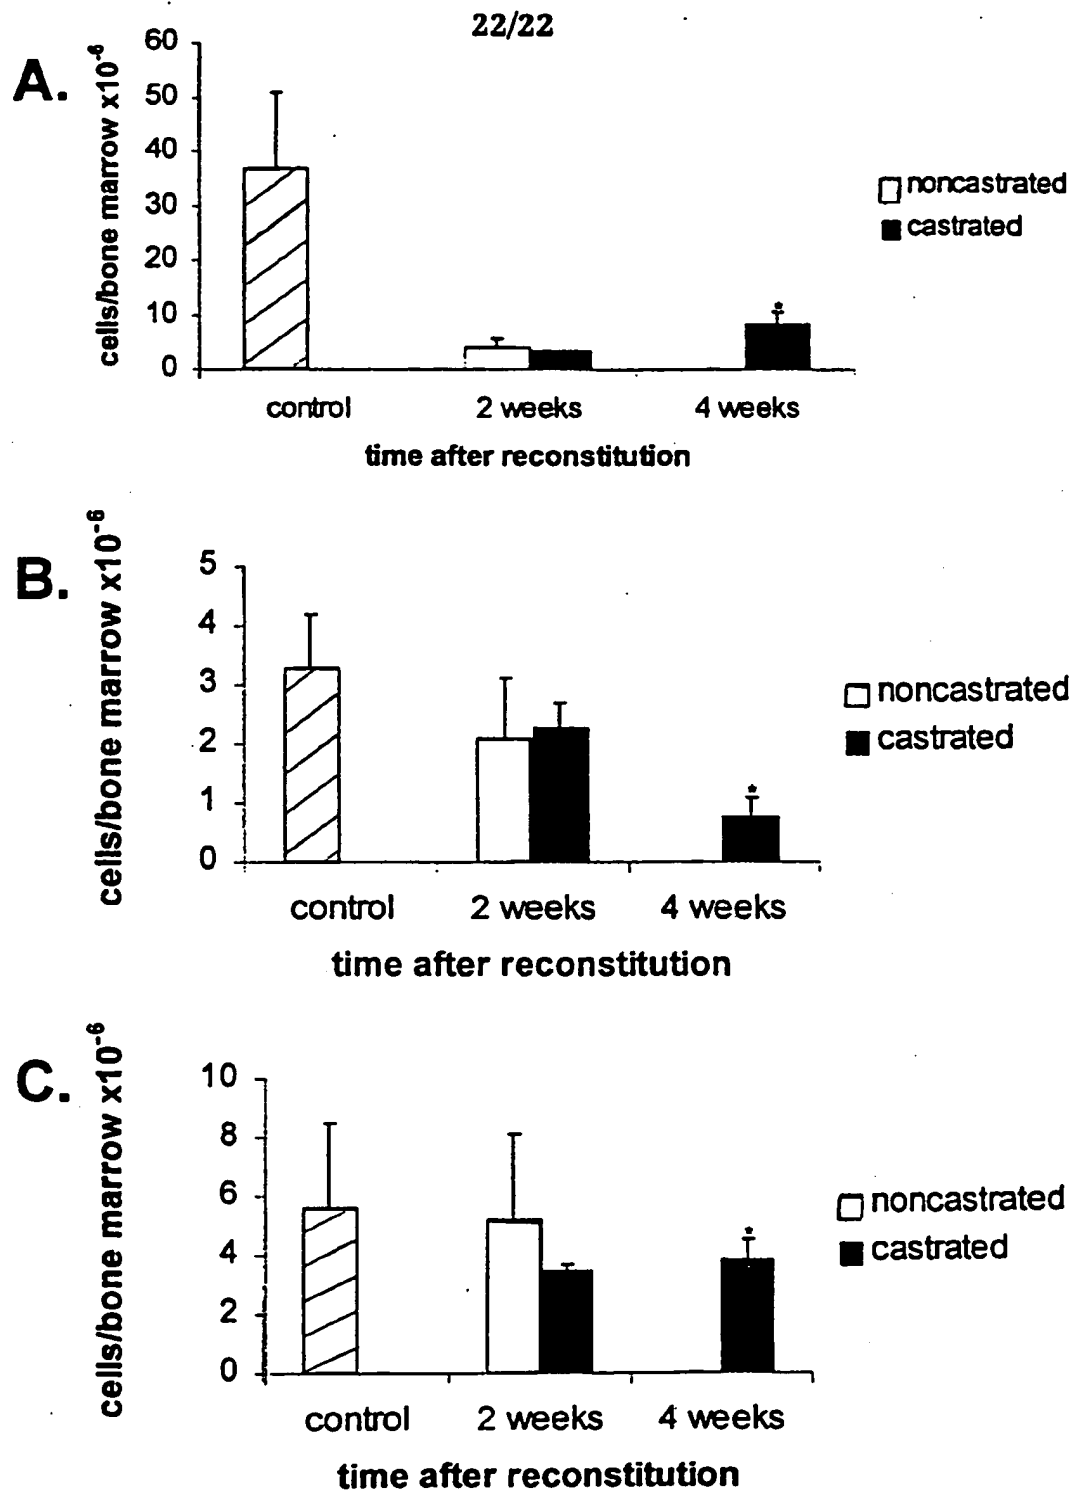 22/22
A.
cells/bone marrow x10⁻⁶
60
50
40
30
20
10
0
noncastrated
castrated
*
control 2 weeks 4 weeks
time after reconstitution
B.
cells/bone marrow x10⁻⁶
5
4
3
2
1
0
noncastrated
castrated
*
control 2 weeks 4 weeks
time after reconstitution
C.
cells/bone marrow x10⁻⁶
10
8
6
4
2
0
noncastrated
castrated
*
control 2 weeks 4 weeks
time after reconstitution